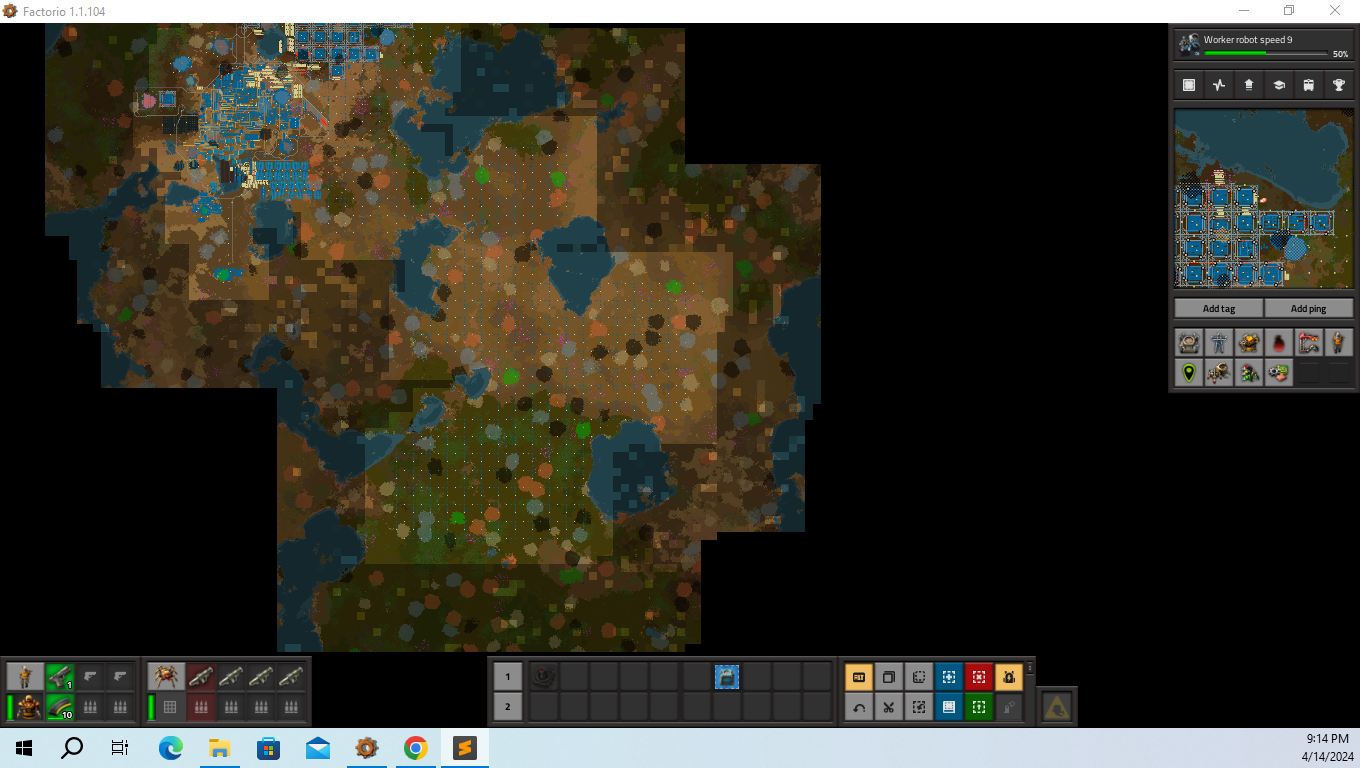 Factorio 1.1.104
Worker robot speed 9
50%
Add tag
Add ping
1
10
1
2
ALT
9:14 PM
4/14/2024